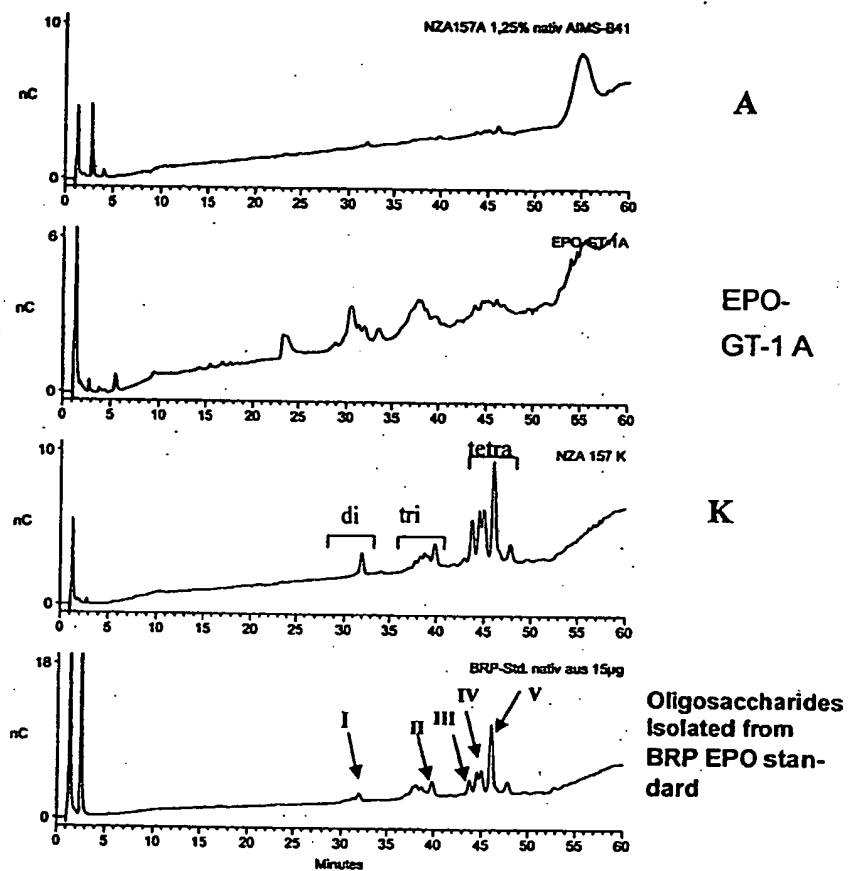 10
NZA157A 1,25% nativ AIMS-B41
nC
A
0
0 5 10 15 20 25 30 35 40 45 50 55 60
6
EPO-GT-1A
nC
EPO-
GT-1 A
0
0 5 10 15 20 25 30 35 40 45 50 55 60
10
tetra
NZA 157 K
nC
di tri
K
0
0 5 10 15 20 25 30 35 40 45 50 55 60
18
BRP-Std. nativ aus 15µg
I II III IV V
nC
Oligosaccharides
Isolated from
BRP EPO stan-
dard
0
0 5 10 15 20 25 30 35 40 45 50 55 60
Minutes